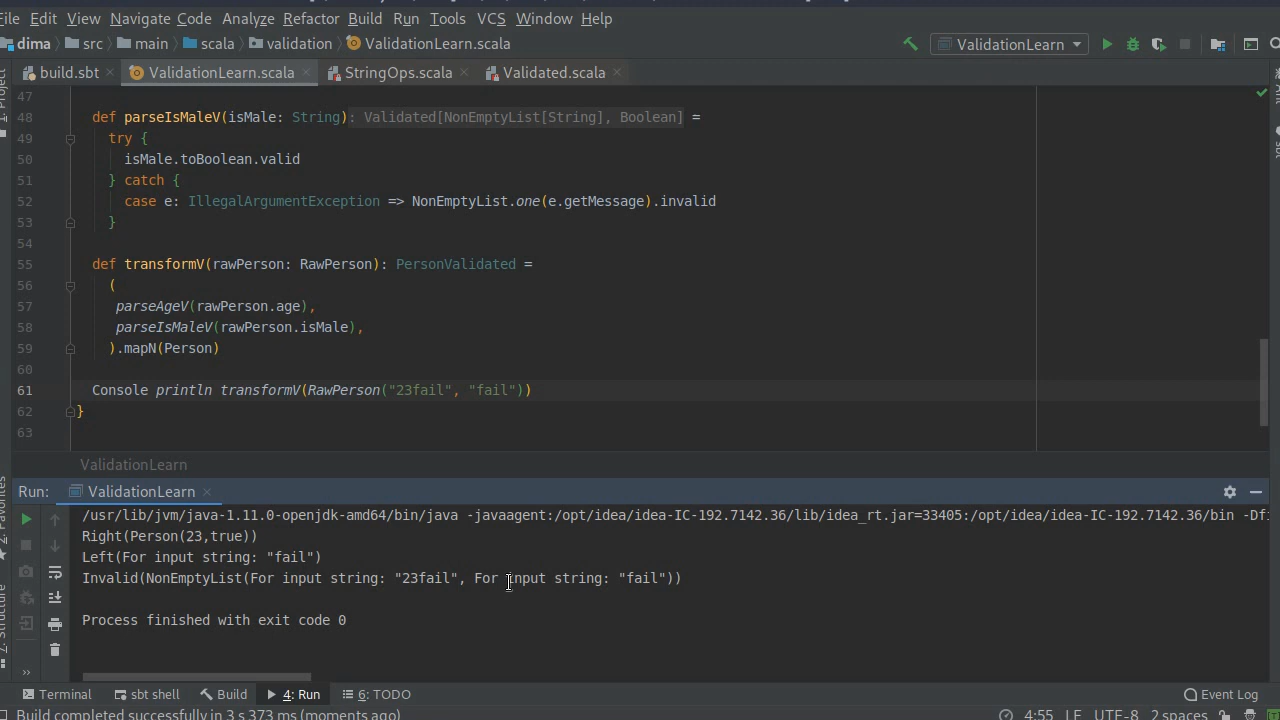 File Edit View Navigate Code Analyze Refactor Build Run Tools VCS Window Help
dima src main scala validation ValidationLearn.scala ValidationLearn
build.sbt ValidationLearn.scala StringOps.scala Validated.scala
1: Project
47
48 def parseIsMaleV(isMale: String): Validated[NonEmptyList[String], Boolean] =
49 try {
50 isMale.toBoolean.valid
51 } catch {
52 case e: IllegalArgumentException => NonEmptyList.one(e.getMessage).invalid
53 }
54
55 def transformV(rawPerson: RawPerson): PersonValidated =
56 (
57 parseAgeV(rawPerson.age),
58 parseIsMaleV(rawPerson.isMale),
59 ).mapN(Person)
60
61 Console println transformV(RawPerson("23fail", "fail"))
62 }
63
ValidationLearn
Run: ValidationLearn
/usr/lib/jvm/java-1.11.0-openjdk-amd64/bin/java -javaagent:/opt/idea/idea-IC-192.7142.36/lib/idea_rt.jar=33405:/opt/idea/idea-IC-192.7142.36/bin -Dfi
Right(Person(23,true))
Left(For input string: "fail")
Invalid(NonEmptyList(For input string: "23fail", For input string: "fail"))
Process finished with exit code 0
2: Favorites
7: Structure
Terminal sbt shell Build 4: Run 6: TODO Event Log
Build completed successfully in 3 s 373 ms (moments ago) 4:55 LF UTF-8 2 spaces